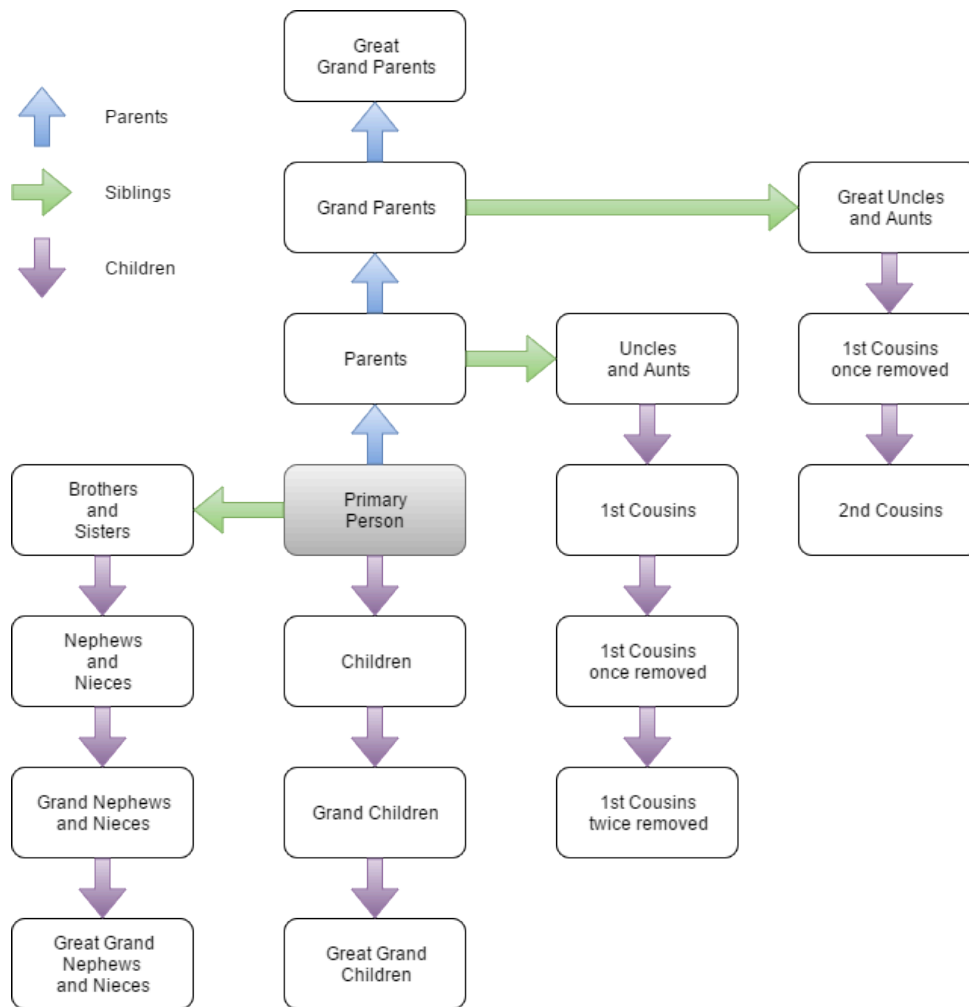 Great
Grand Parents
Parents
Siblings
Children
Grand Parents
Great Uncles
and Aunts
Parents
Uncles
and Aunts
1st Cousins
once removed
Brothers
and
Sisters
Primary
Person
1st Cousins
2nd Cousins
Nephews
and
Nieces
Children
1st Cousins
once removed
Grand Nephews
and Nieces
Grand Children
1st Cousins
twice removed
Great Grand
Nephews
and Nieces
Great Grand
Children